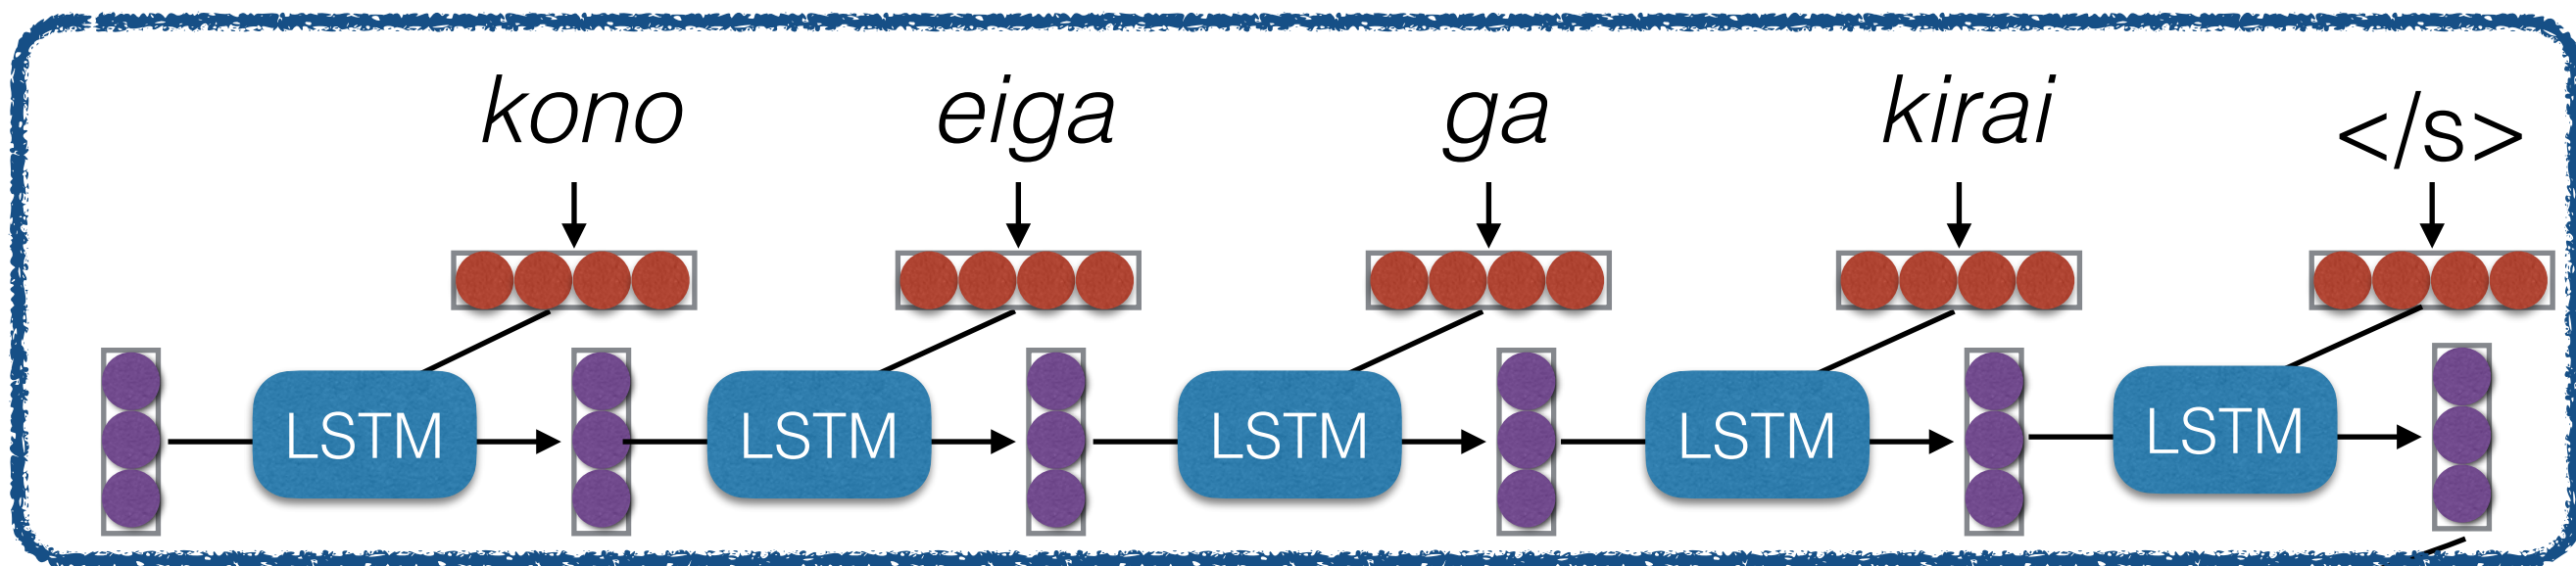 kono eiga ga kirai </s>
LSTM LSTM LSTM LSTM LSTM